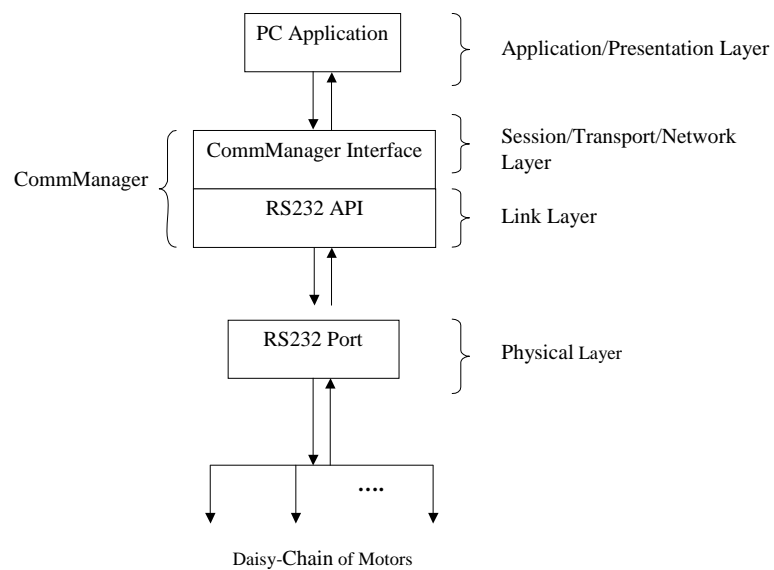 PC Application
Application/Presentation Layer
CommManager
CommManager Interface
Session/Transport/Network
Layer
RS232 API
Link Layer
RS232 Port
Physical Layer
....
Daisy-Chain of Motors